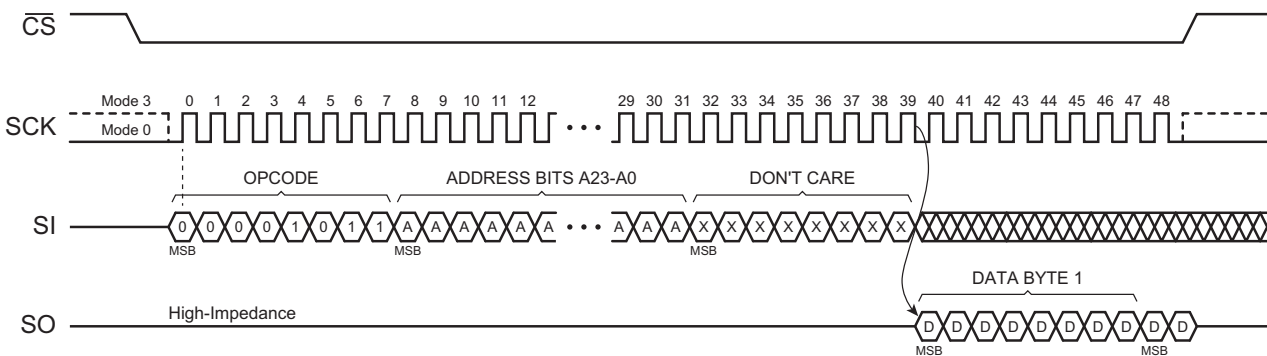 CS
Mode 3
0 1 2 3 4 5 6 7 8 9 10 11 12 29 30 31 32 33 34 35 36 37 38 39 40 41 42 43 44 45 46 47 48
SCK
Mode 0
OPCODE ADDRESS BITS A23-A0 DON'T CARE
SI
0 0 0 0 1 0 1 1 A A A A A A A A A X X X X X X X X
MSB MSB MSB
DATA BYTE 1
High-Impedance
SO
D D D D D D D D D D
MSB MSB